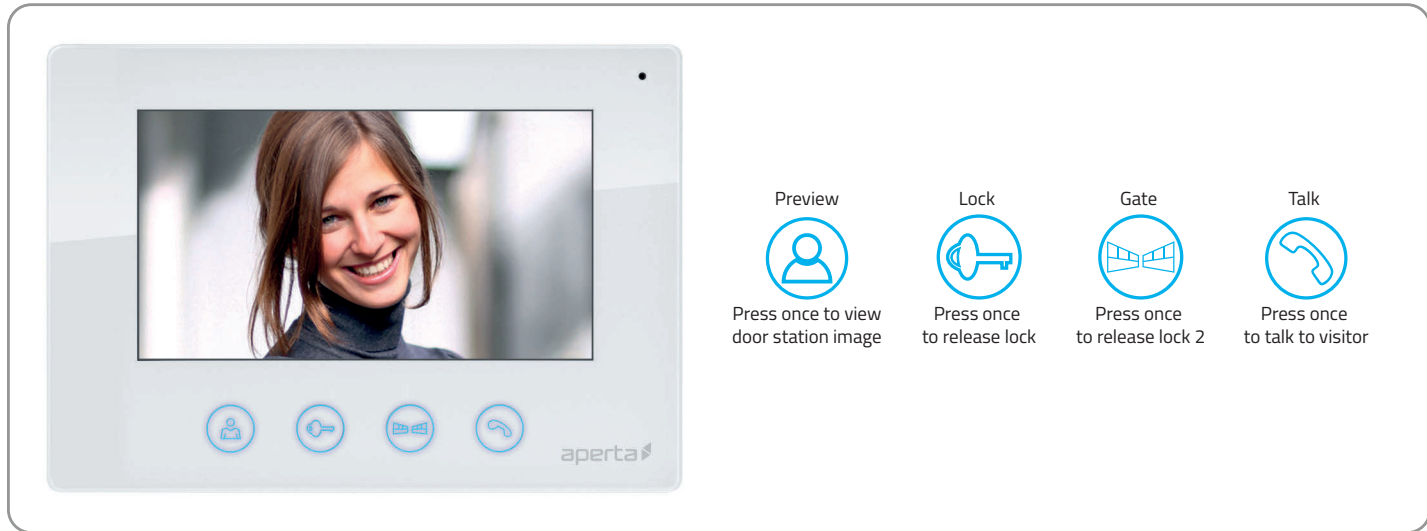 aperta
Preview
Press once to view
door station image
Lock
Press once
to release lock
Gate
Press once
to release lock 2
Talk
Press once
to talk to visitor